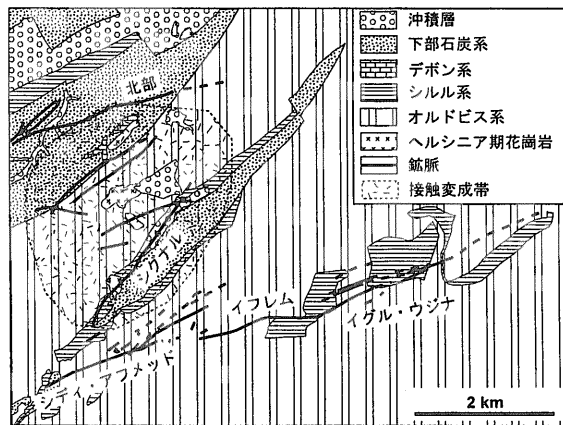 沖積層
下部石炭系
デボン系
シルル系
オルドビス系
ヘルシニア期花崗岩
鉱脈
接触変成帯
北部
シグナル
イフレム
イグル・ウジナ
シディ・アフメッド
2 km